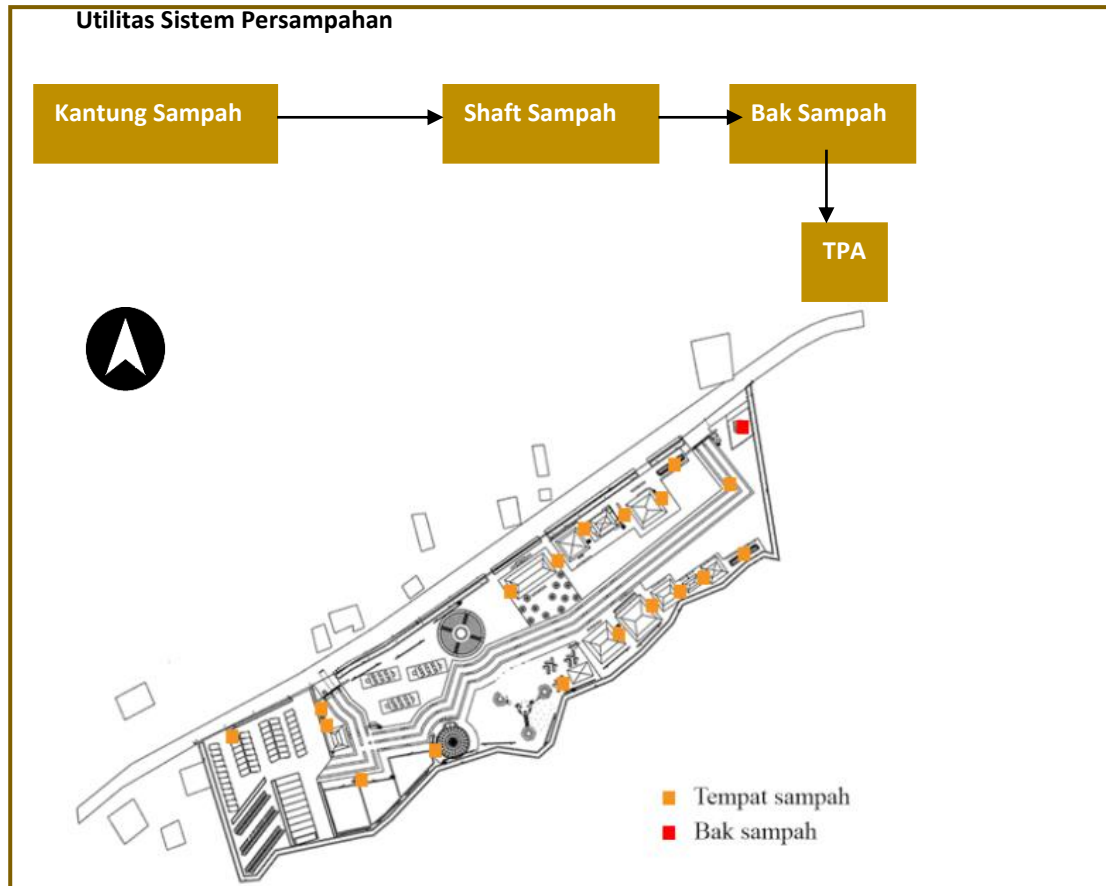 Utilitas Sistem Persampahan
Kantung Sampah
Shaft Sampah
Bak Sampah
TPA
Tempat sampah
Bak sampah